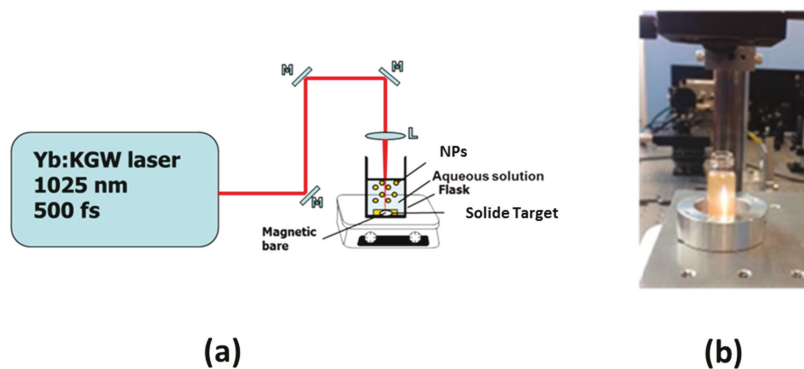 Yb:KGW laser
1025 nm
500 fs
M
M
M
L
NPs
Aqueous solution
Flask
Solide Target
Magnetic
bare
(a)
(b)